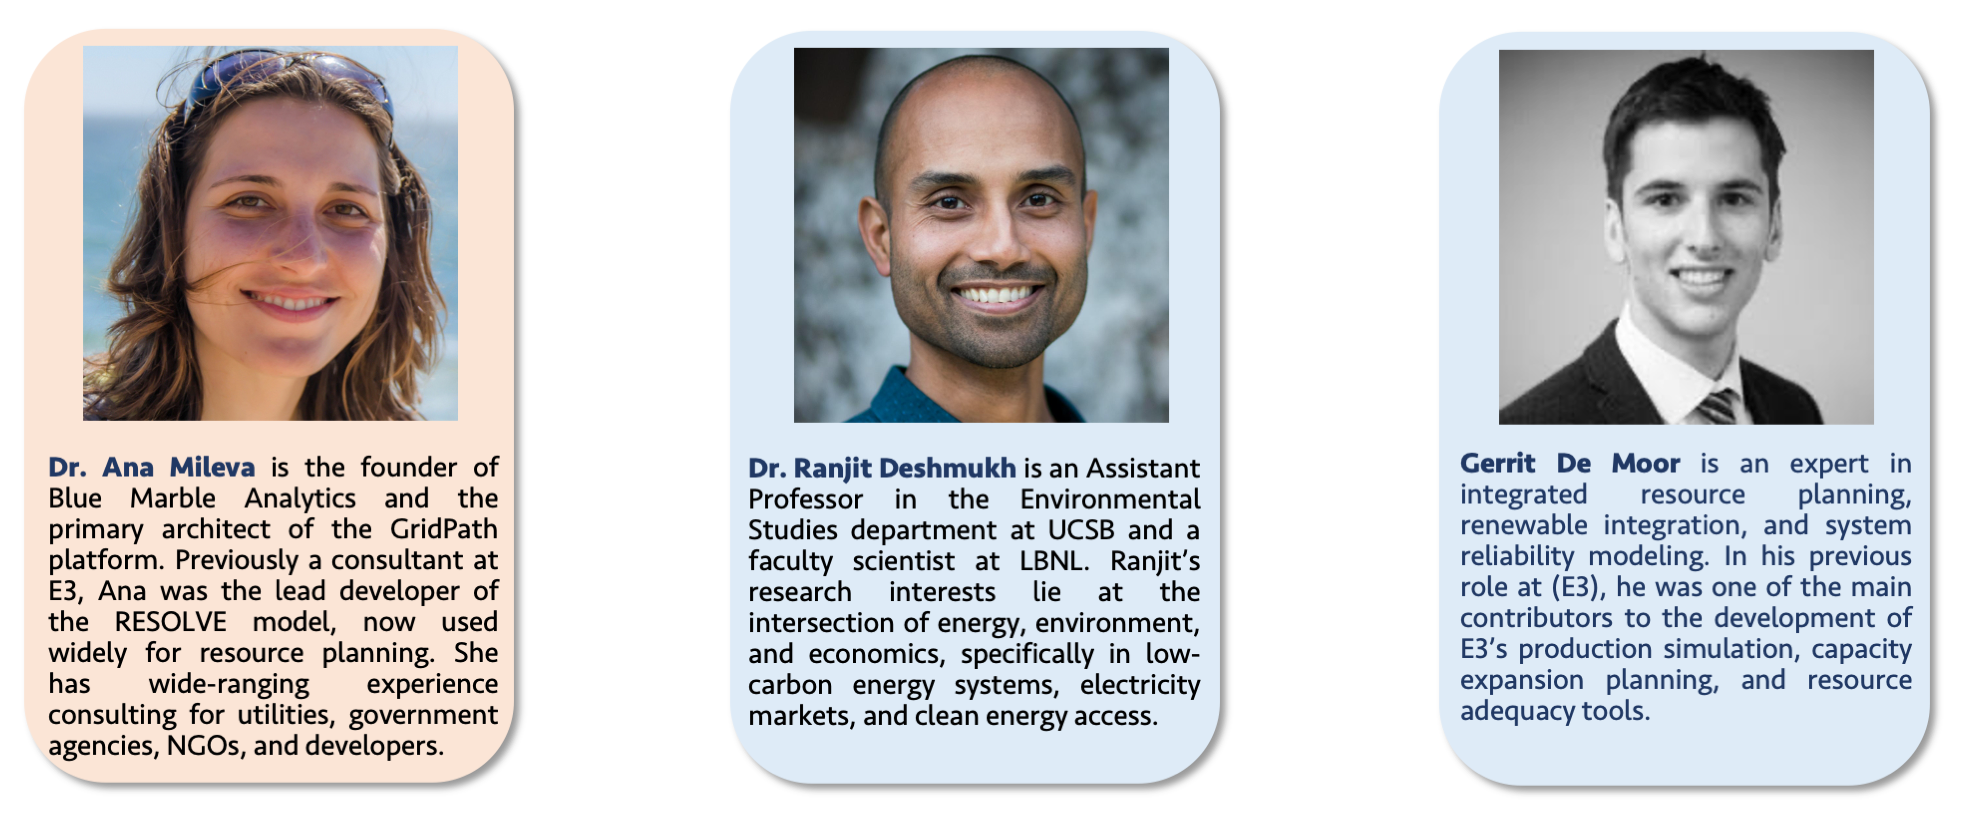 Dr. Ana Mileva is the founder of
Blue Marble Analytics and the
primary architect of the GridPath
platform. Previously a consultant at
E3, Ana was the lead developer of
the RESOLVE model, now used
widely for resource planning. She
has wide-ranging experience
consulting for utilities, government
agencies, NGOs, and developers.
Dr. Ranjit Deshmukh is an Assistant
Professor in the Environmental
Studies department at UCSB and a
faculty scientist at LBNL. Ranjit’s
research interests lie at the
intersection of energy, environment,
and economics, specifically in low-
carbon energy systems, electricity
markets, and clean energy access.
Gerrit De Moor is an expert in
integrated resource planning,
renewable integration, and system
reliability modeling. In his previous
role at (E3), he was one of the main
contributors to the development of
E3’s production simulation, capacity
expansion planning, and resource
adequacy tools.